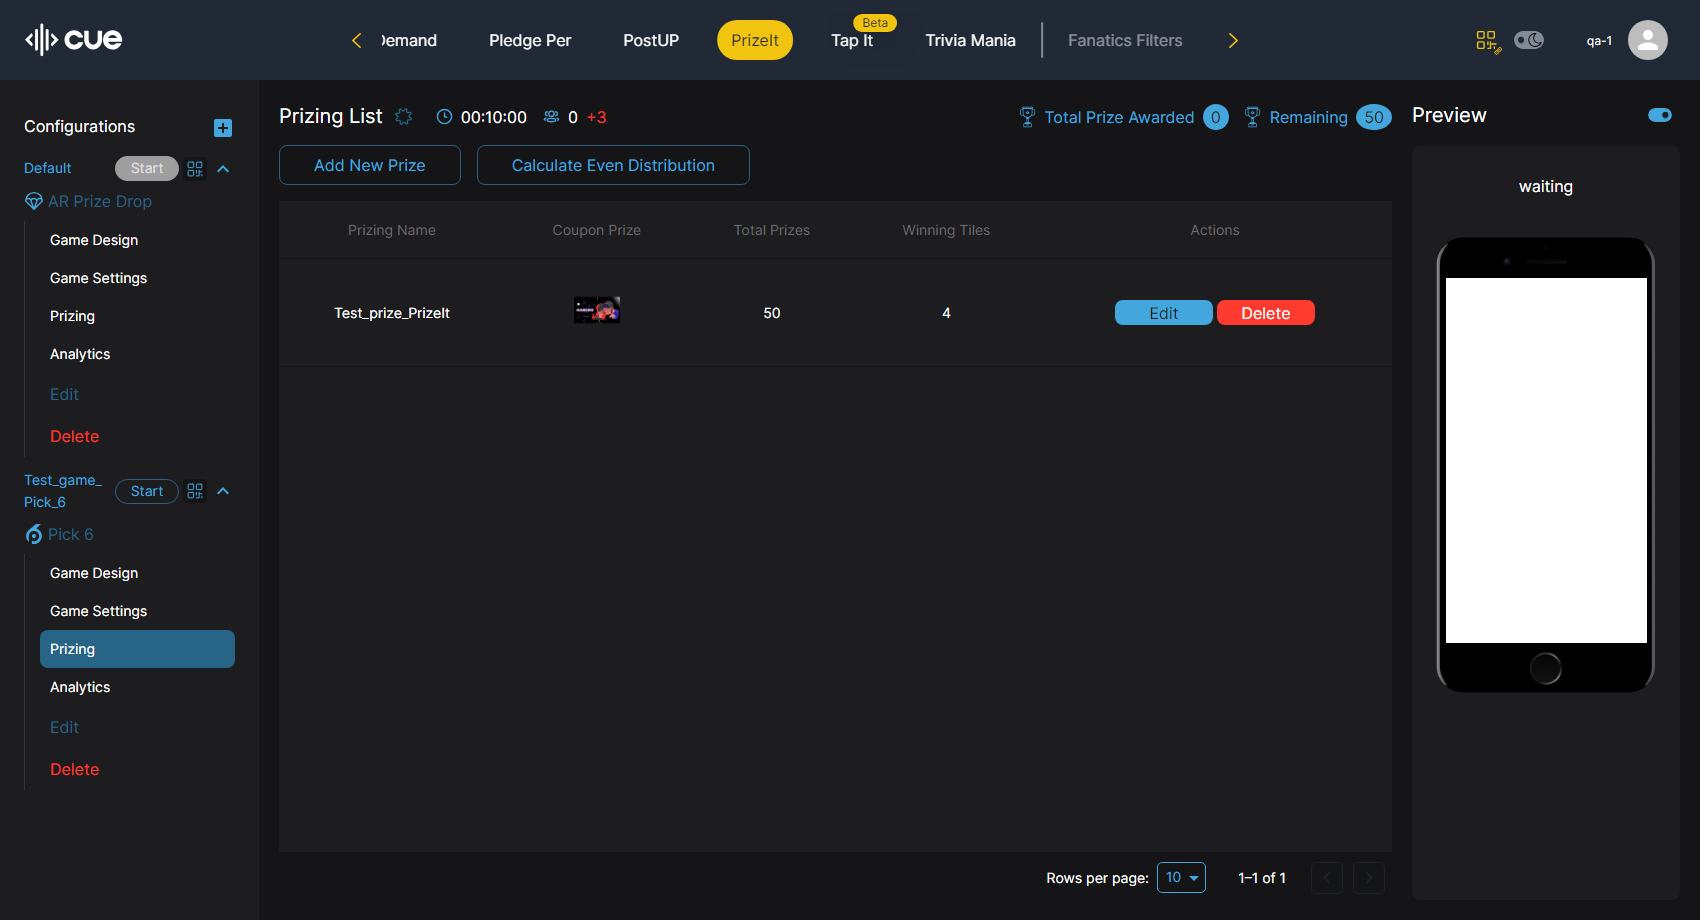 cue
Demand
Pledge Per
PostUP
PrizeIt
Beta
Tap It
Trivia Mania
Fanatics Filters
qa-1
Configurations
Default
Start
AR Prize Drop
Game Design
Game Settings
Prizing
Analytics
Edit
Delete
Test_game_
Pick_6
Start
Pick 6
Game Design
Game Settings
Prizing
Analytics
Edit
Delete
Prizing List
00:10:00
0 +3
Total Prize Awarded 0
Remaining 50
Add New Prize
Calculate Even Distribution
Prizing Name
Coupon Prize
Total Prizes
Winning Tiles
Actions
Test_prize_PrizeIt
50
4
Edit
Delete
Rows per page: 10
1–1 of 1
Preview
waiting